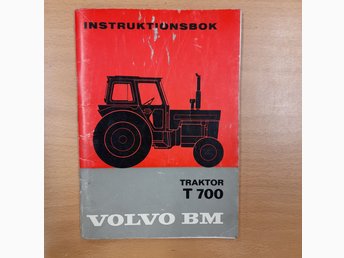 INSTRUKTIONSBOK
TRAKTOR
T 700
VOLVO BM